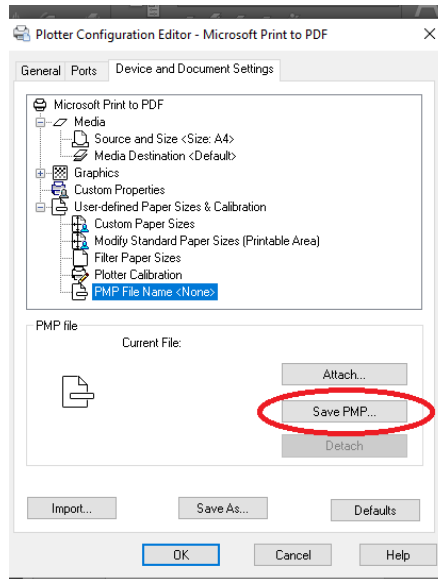 Plotter Configuration Editor - Microsoft Print to PDF
General Ports Device and Document Settings
Microsoft Print to PDF
Media
Source and Size <Size: A4>
Media Destination <Default>
Graphics
Custom Properties
User-defined Paper Sizes & Calibration
Custom Paper Sizes
Modify Standard Paper Sizes (Printable Area)
Filter Paper Sizes
Plotter Calibration
PMP File Name <None>
PMP file
Current File:
Attach...
Save PMP...
Detach
Import... Save As... Defaults
OK Cancel Help